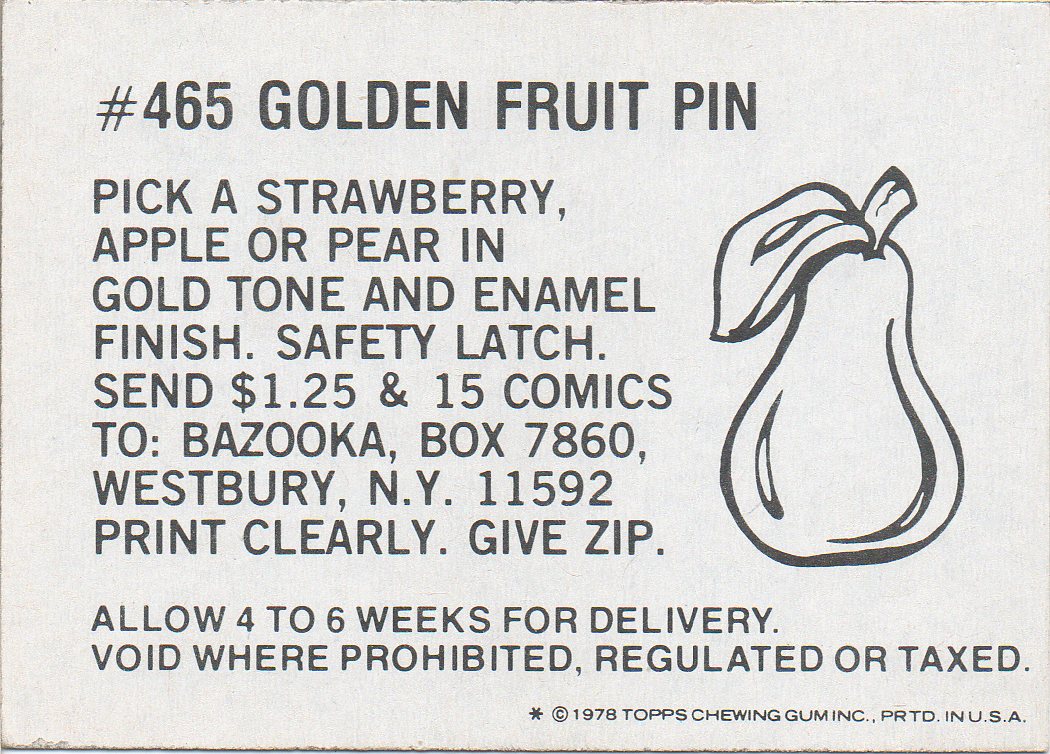 #465 GOLDEN FRUIT PIN
PICK A STRAWBERRY,
APPLE OR PEAR IN
GOLD TONE AND ENAMEL
FINISH. SAFETY LATCH.
SEND $1.25 & 15 COMICS
TO: BAZOOKA, BOX 7860,
WESTBURY, N.Y. 11592
PRINT CLEARLY. GIVE ZIP.
ALLOW 4 TO 6 WEEKS FOR DELIVERY.
VOID WHERE PROHIBITED, REGULATED OR TAXED.
* © 1978 TOPPS CHEWING GUM INC., PRTD. IN U.S.A.